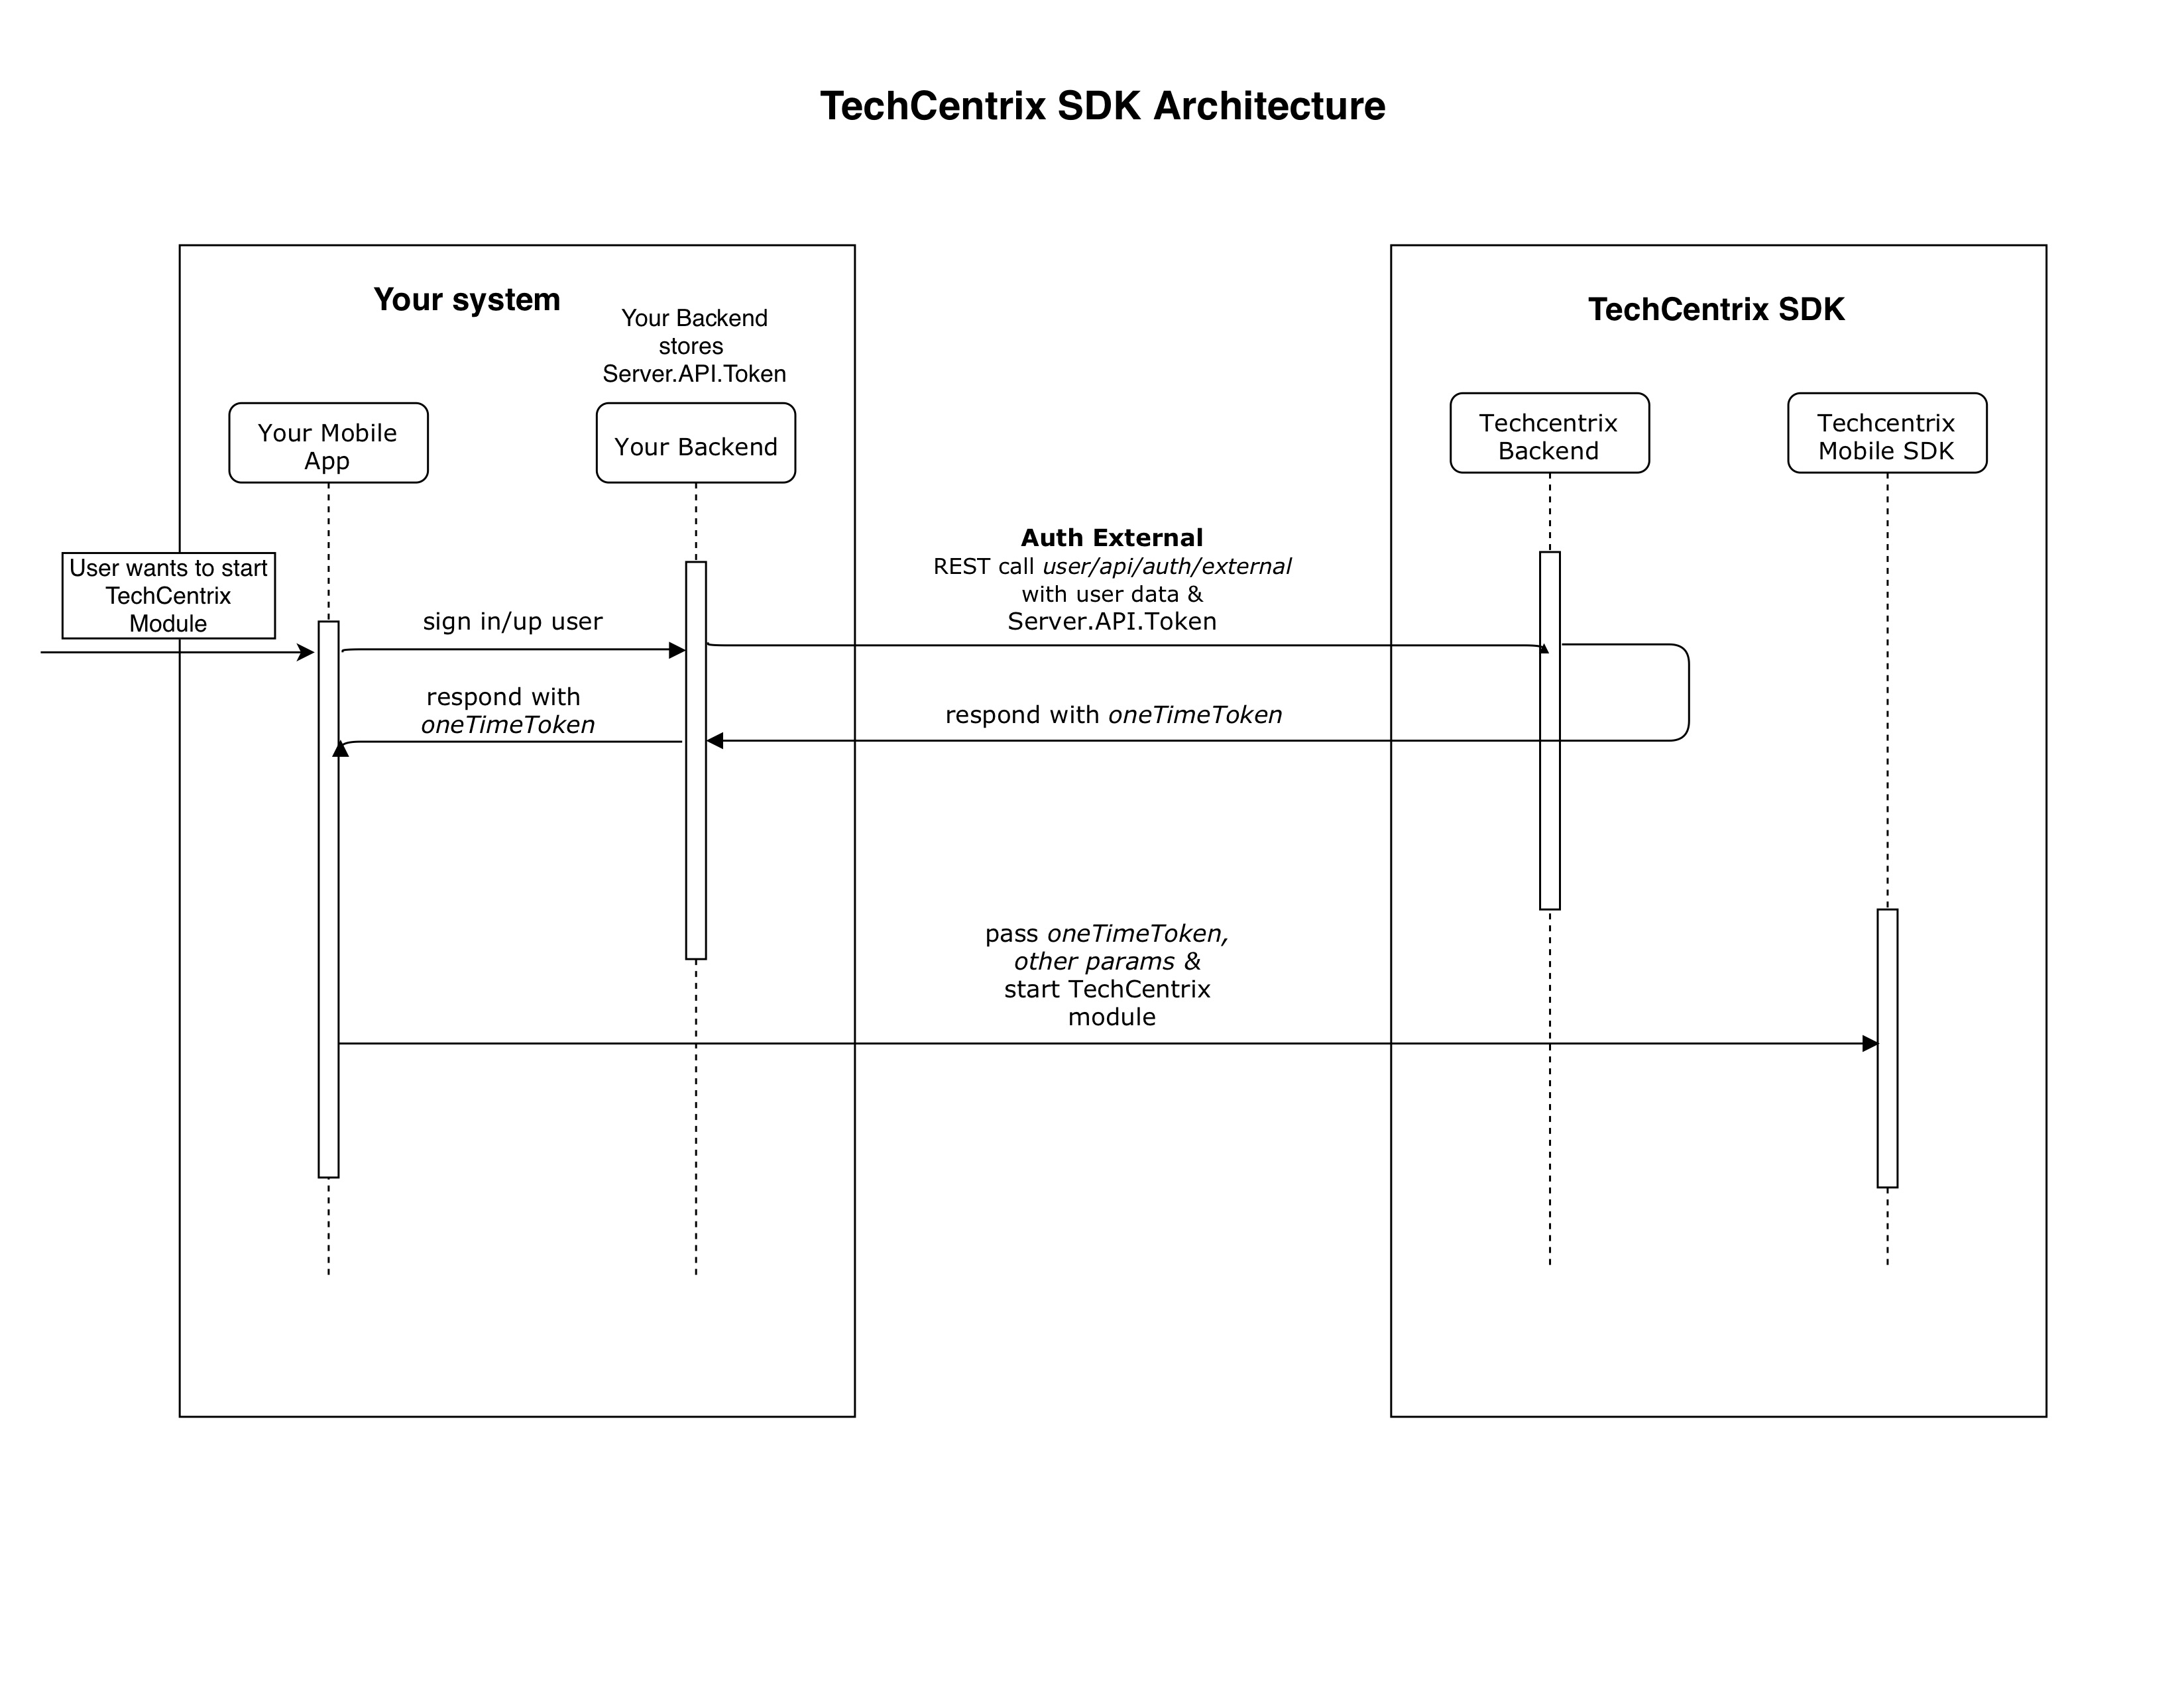 TechCentrix SDK Architecture
Your system
Your Backend
stores
Server.API.Token
Your Mobile
App
Your Backend
TechCentrix SDK
Techcentrix
Backend
Techcentrix
Mobile SDK
User wants to start
TechCentrix
Module
sign in/up user
Auth External
REST call user/api/auth/external
with user data &
Server.API.Token
respond with
oneTimeToken
respond with oneTimeToken
pass oneTimeToken,
other params &
start TechCentrix
module